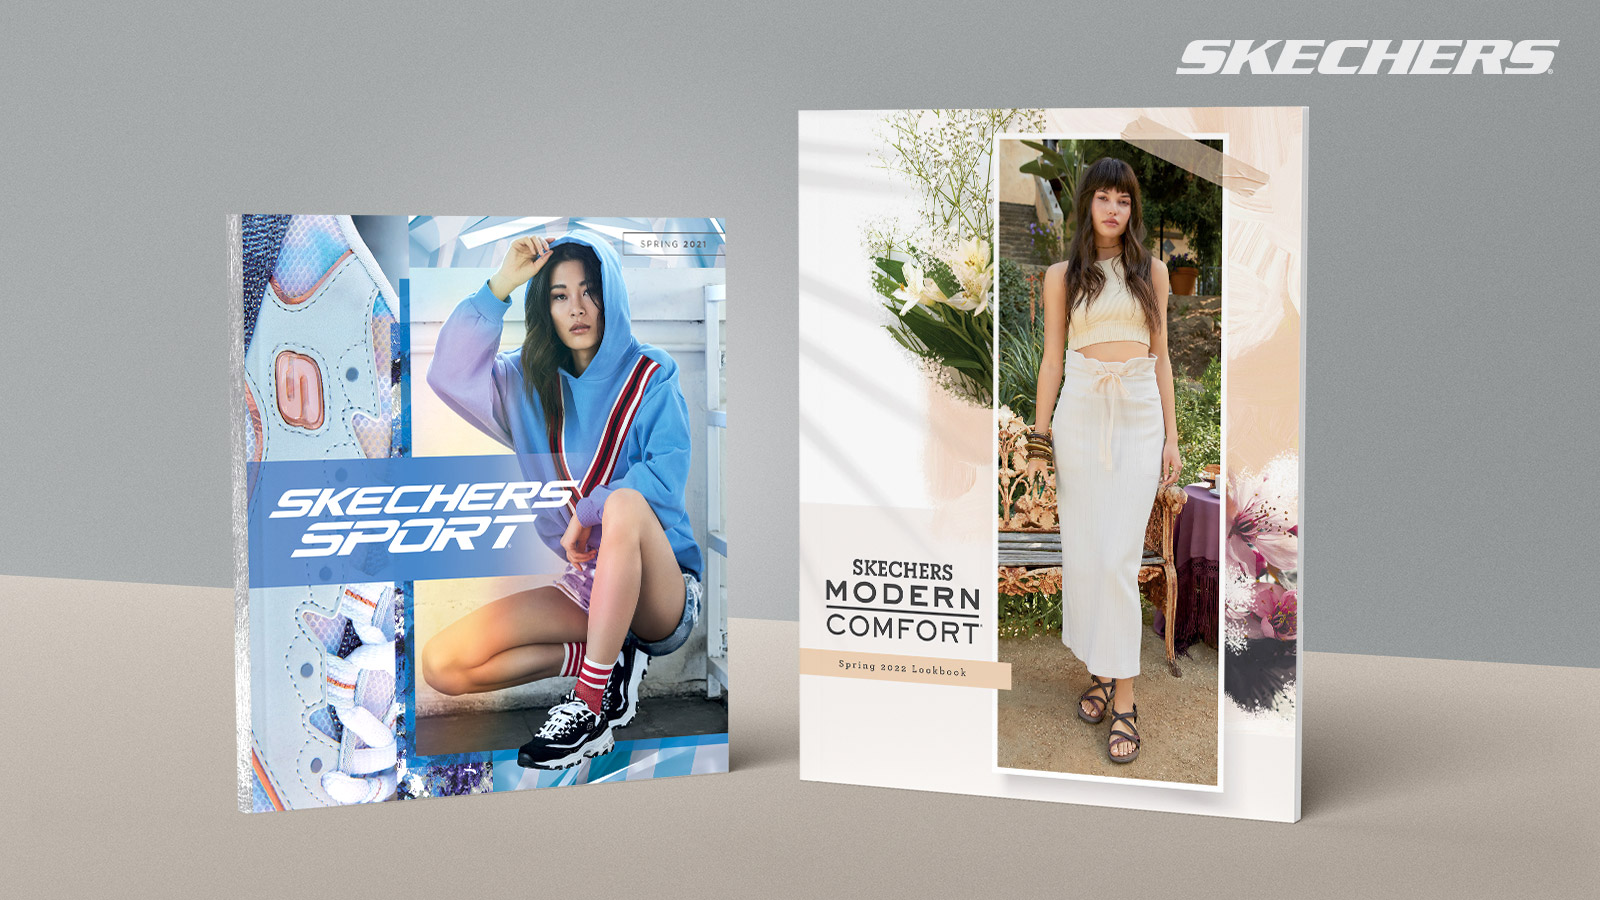 SKECHERS
SPRING 2021
SKECHERS
SPORT
SKECHERS
MODERN
COMFORT
Spring 2022 Lookbook